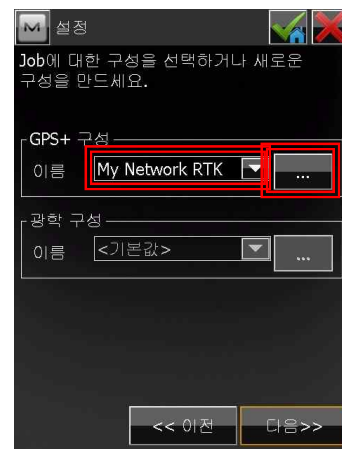 설정
Job에 대한 구성을 선택하거나 새로운
구성을 만드세요.
GPS+ 구성
이름 My Network RTK ...
광학 구성
이름 <기본값> ...
<< 이전 다음>>